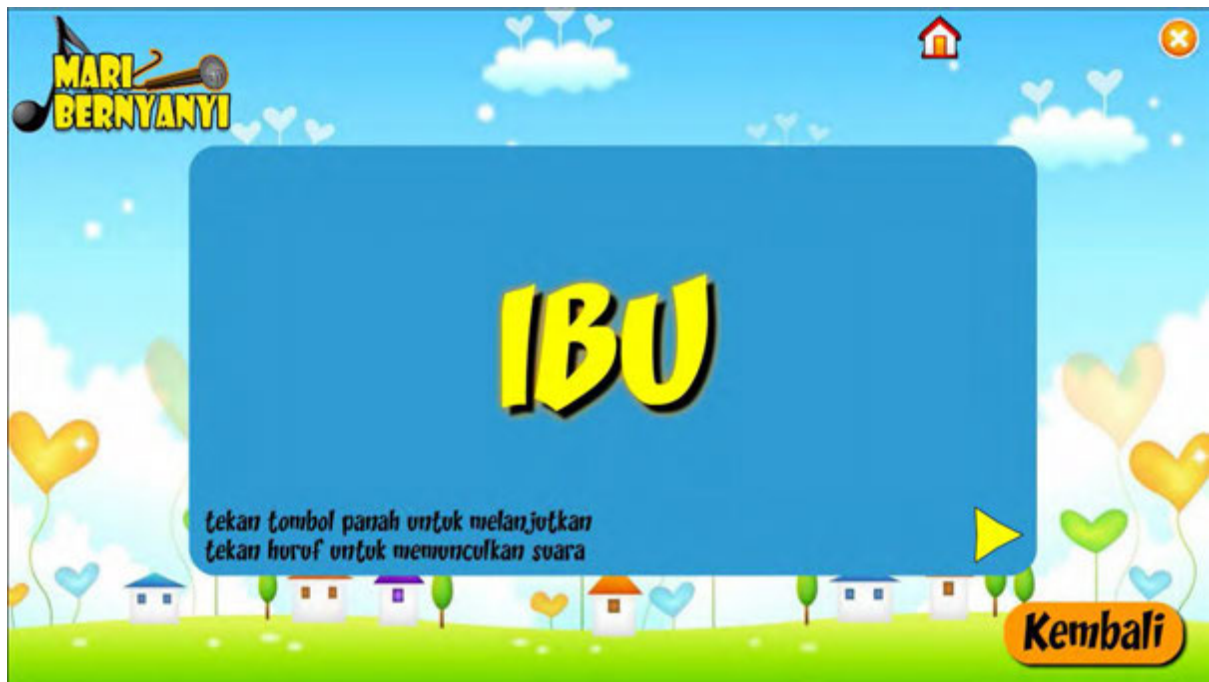 MARI
BERNYANYI
IBU
tekan tombol panah untuk melanjutkan
tekan huruf untuk memunculkan suara
Kembali